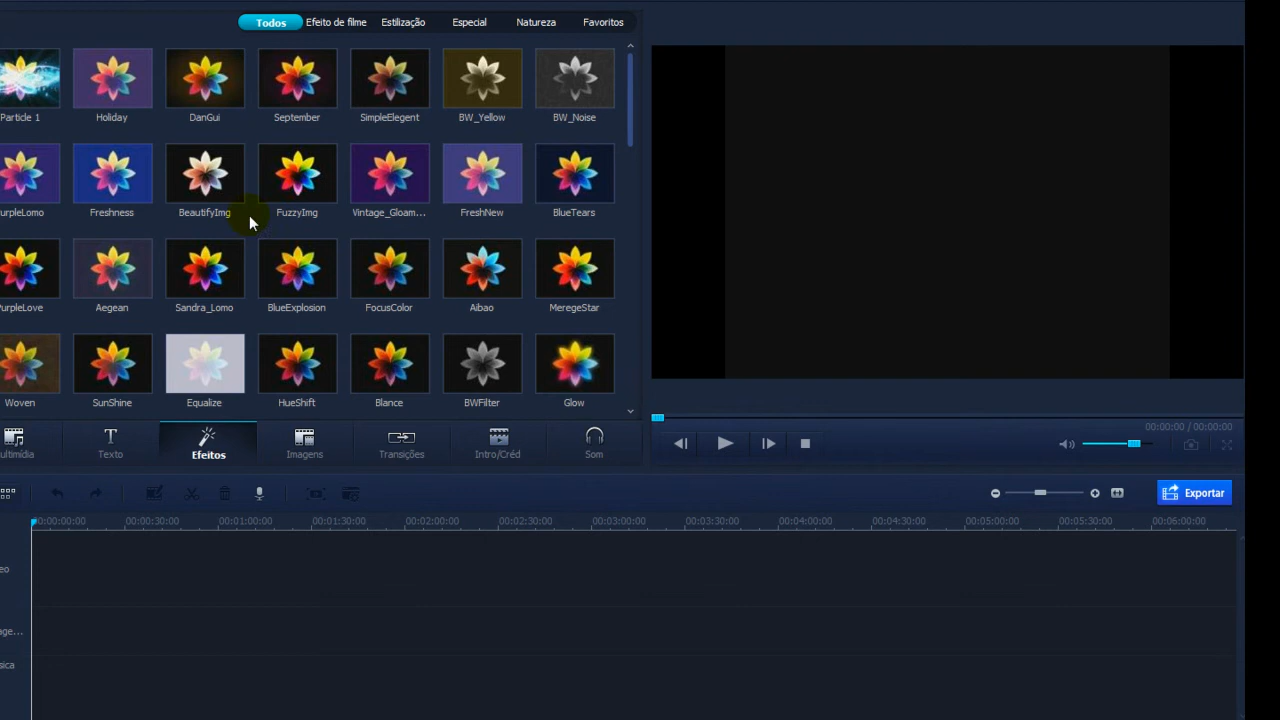 Todos Efeito de filme Estilização Especial Natureza Favoritos
Particle 1 Holiday DanGui September SimpleElegent BW_Yellow BW_Noise
urpleLomo Freshness BeautifyImg FuzzyImg Vintage_Gloam... FreshNew BlueTears
urpleLove Aegean Sandra_Lomo BlueExplosion FocusColor Aibao MeregeStar
Woven SunShine Equalize HueShift Blance BWFilter Glow
00:00:00 / 00:00:00
ultimídia Texto Efeitos Imagens Transições Intro/Créd Som
Exportar
00:00:00:00 00:00:30:00 00:01:00:00 00:01:30:00 00:02:00:00 00:02:30:00 00:03:00:00 00:03:30:00 00:04:00:00 00:04:30:00 00:05:00:00 00:05:30:00 00:06:00:00
eo
age...
sica